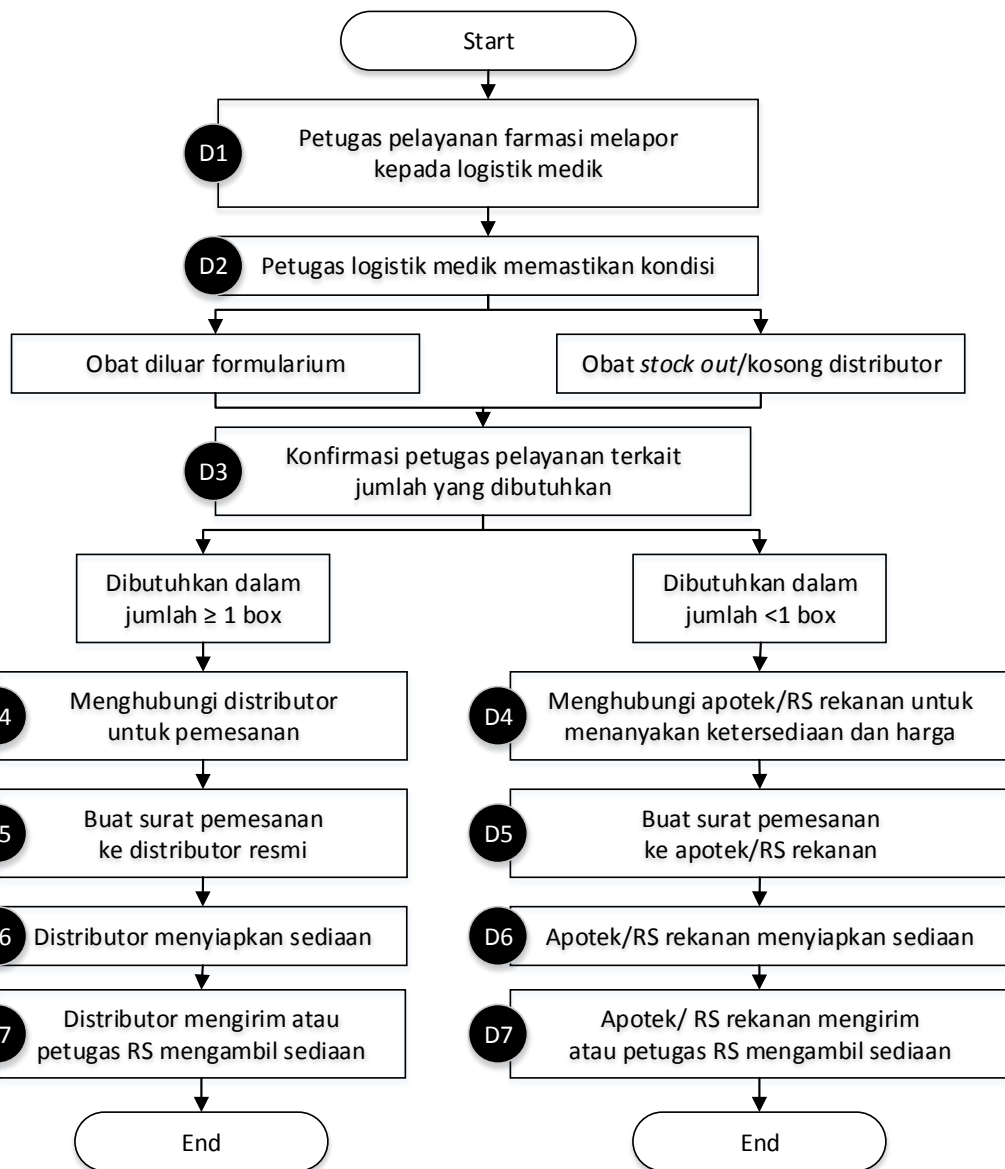 Start
D1
Petugas pelayanan farmasi melapor
kepada logistik medik
D2
Petugas logistik medik memastikan kondisi
Obat diluar formularium
Obat stock out/kosong distributor
D3
Konfirmasi petugas pelayanan terkait
jumlah yang dibutuhkan
Dibutuhkan dalam
jumlah ≥ 1 box
Dibutuhkan dalam
jumlah <1 box
4
Menghubungi distributor
untuk pemesanan
D4
Menghubungi apotek/RS rekanan untuk
menanyakan ketersediaan dan harga
5
Buat surat pemesanan
ke distributor resmi
D5
Buat surat pemesanan
ke apotek/RS rekanan
6
Distributor menyiapkan sediaan
D6
Apotek/RS rekanan menyiapkan sediaan
7
Distributor mengirim atau
petugas RS mengambil sediaan
D7
Apotek/ RS rekanan mengirim
atau petugas RS mengambil sediaan
End
End